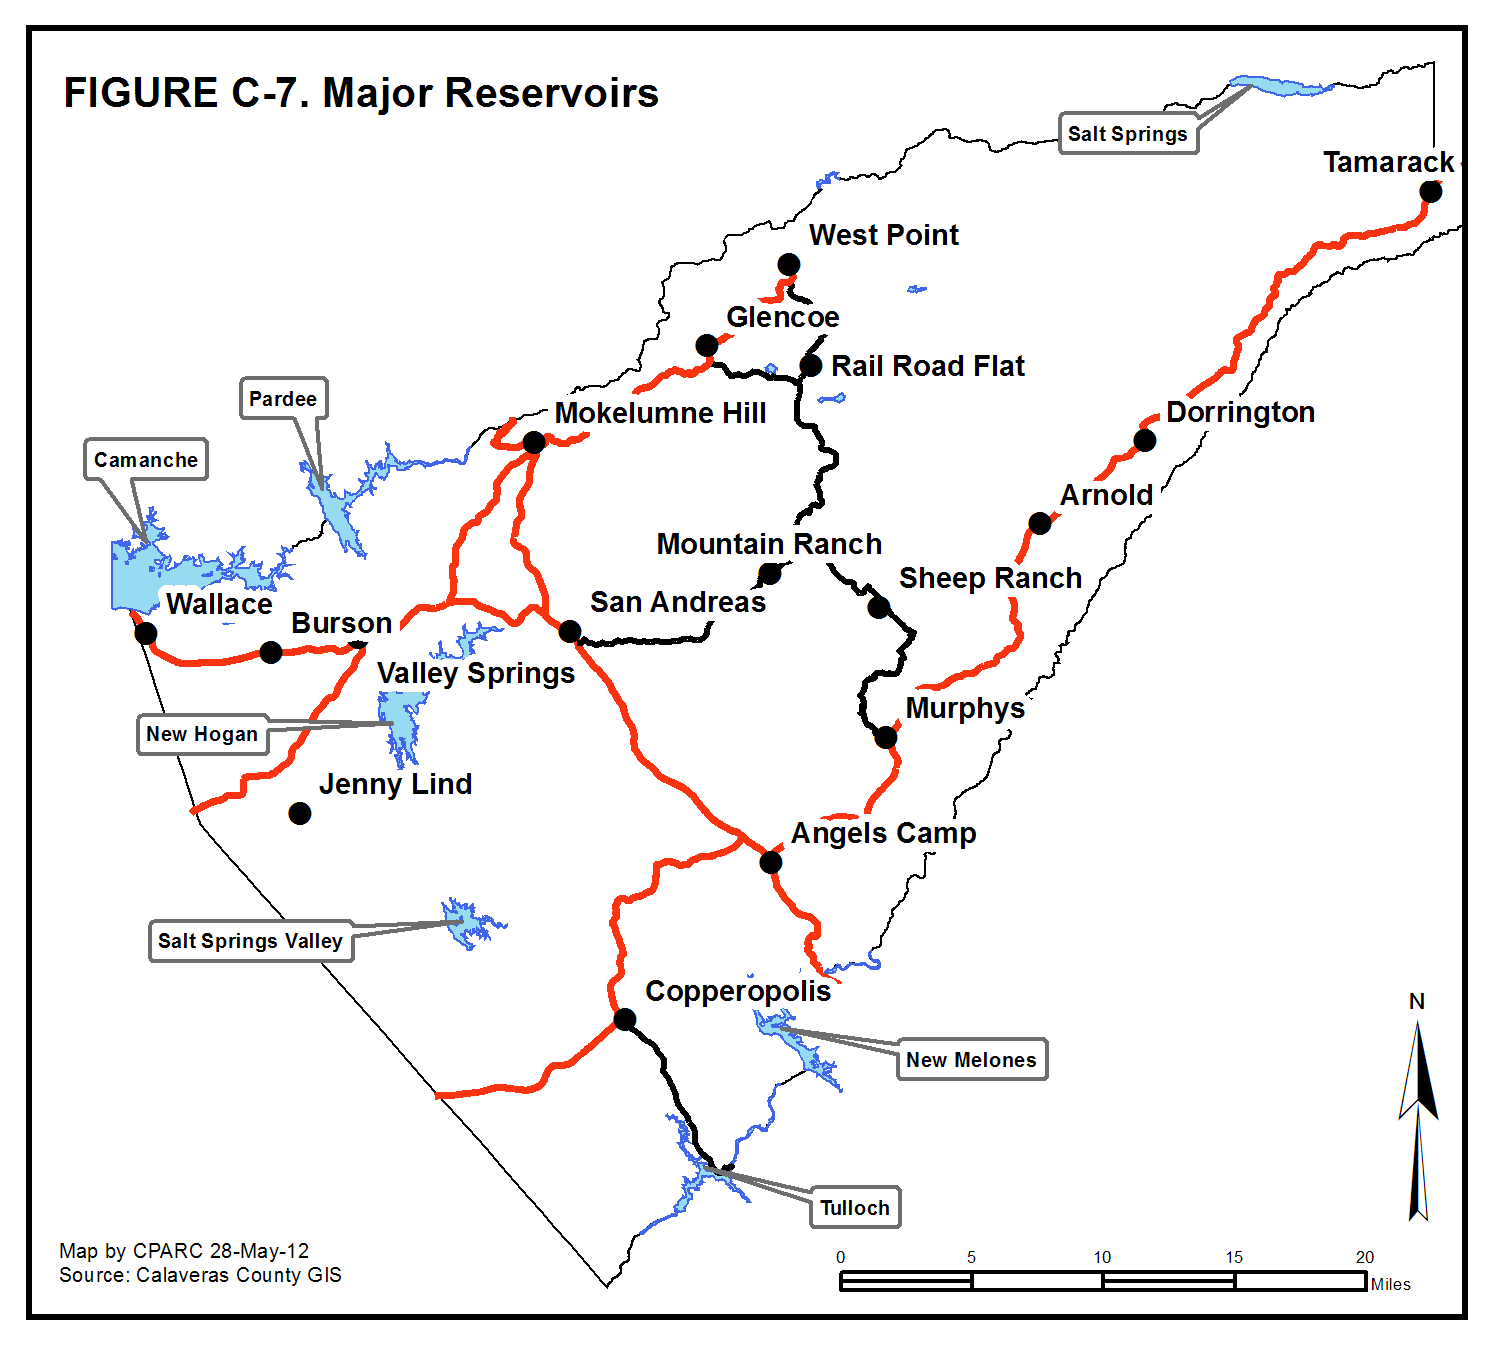 FIGURE C-7. Major Reservoirs
Salt Springs
Tamarack
West Point
Glencoe
Rail Road Flat
Pardee
Mokelumne Hill
Dorrington
Camanche
Arnold
Mountain Ranch
Sheep Ranch
Wallace
San Andreas
Burson
Valley Springs
Murphys
New Hogan
Jenny Lind
Angels Camp
Salt Springs Valley
Copperopolis
N
New Melones
Tulloch
Map by CPARC 28-May-12
Source: Calaveras County GIS
0 5 10 15 20
Miles